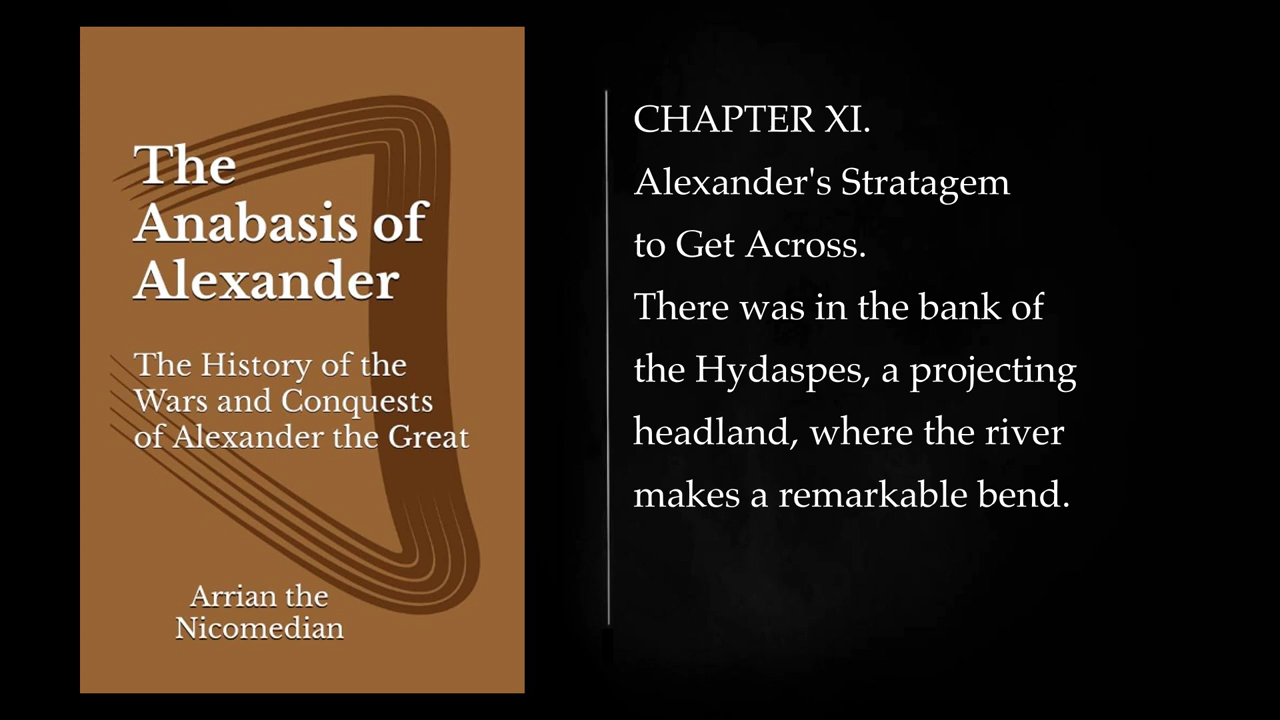 The
Anabasis of
Alexander
The History of the
Wars and Conquests
of Alexander the Great
Arrian the
Nicomedian
CHAPTER XI.
Alexander's Stratagem
to Get Across.
There was in the bank of
the Hydaspes, a projecting
headland, where the river
makes a remarkable bend.